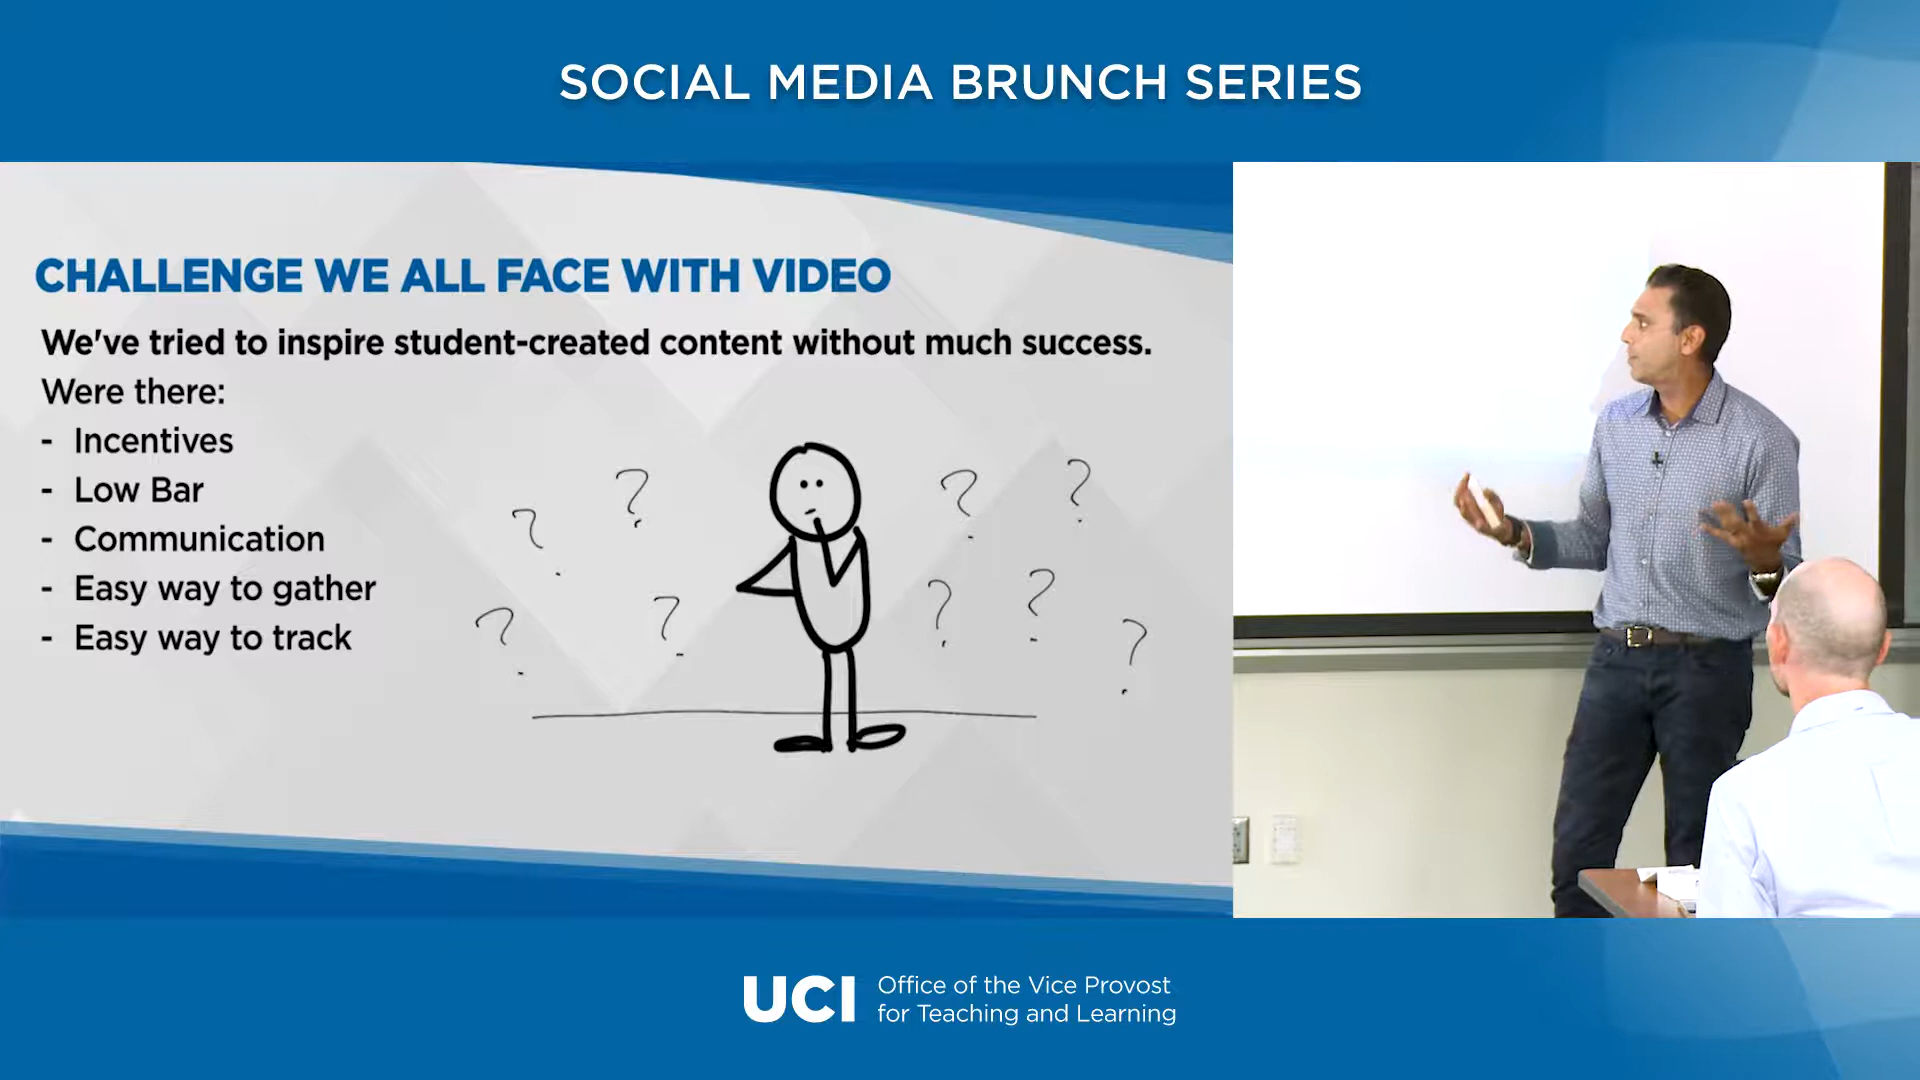 SOCIAL MEDIA BRUNCH SERIES
CHALLENGE WE ALL FACE WITH VIDEO
We've tried to inspire student-created content without much success.
Were there:
- Incentives
- Low Bar
- Communication
- Easy way to gather
- Easy way to track
? ? ? ? ? ? ? ? ? ?
UCI Office of the Vice Provost
for Teaching and Learning